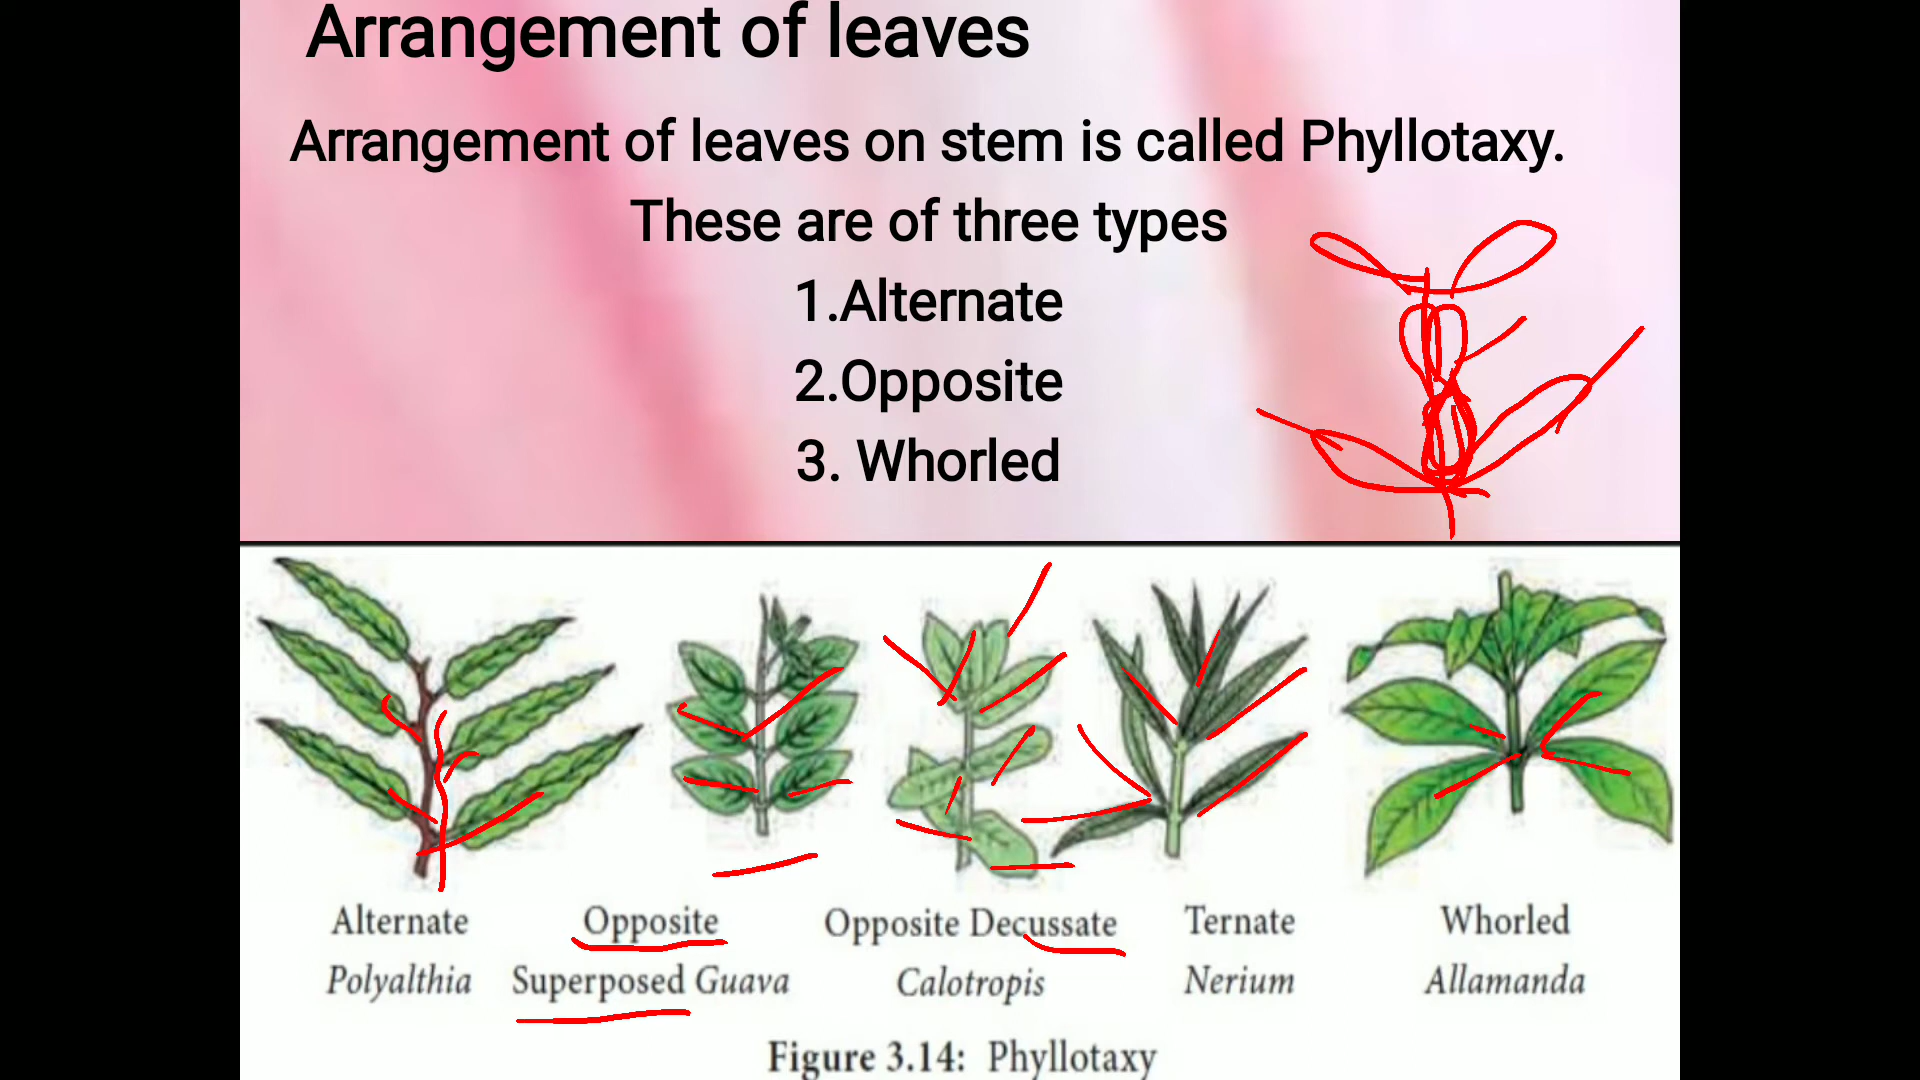 Arrangement of leaves
Arrangement of leaves on stem is called Phyllotaxy.
These are of three types
1.Alternate
2.Opposite
3. Whorled
Alternate Opposite Opposite Decussate Ternate Whorled
Polyalthia Superposed Guava Calotropis Nerium Allamanda
Figure 3.14: Phyllotaxy